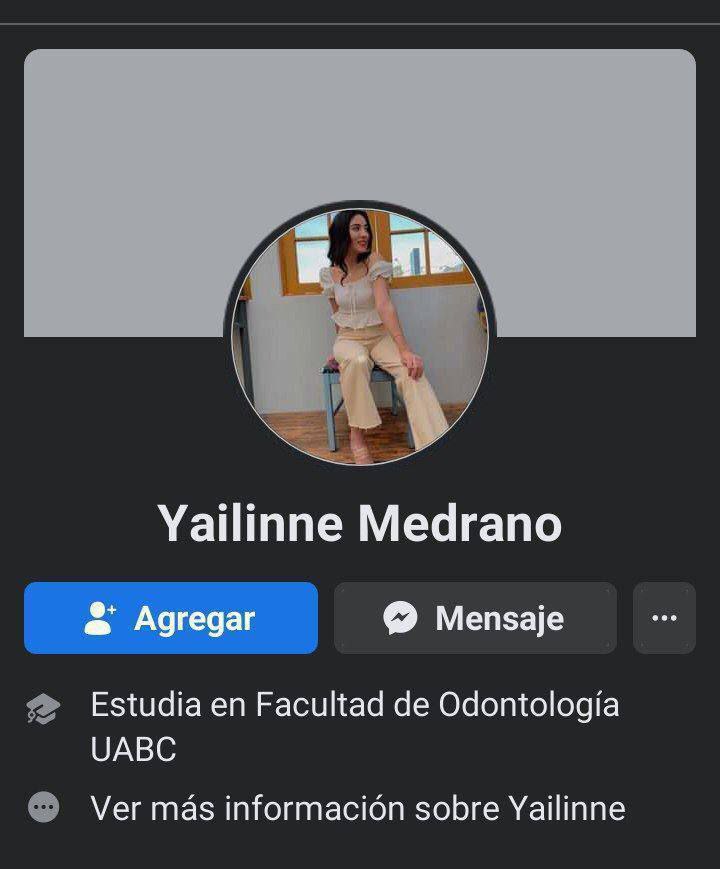 Yailinne Medrano
Agregar
Mensaje
Estudia en Facultad de Odontología
UABC
Ver más información sobre Yailinne